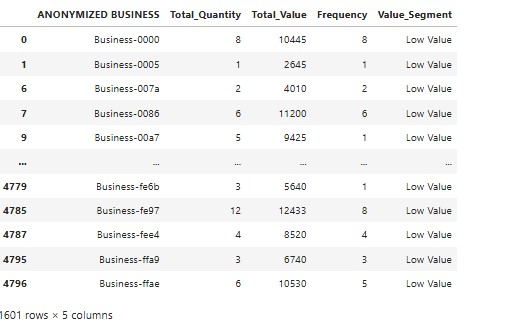 ANONYMIZED BUSINESS Total_Quantity Total_Value Frequency Value_Segment
0 Business-0000 8 10445 8 Low Value
1 Business-0005 1 2645 1 Low Value
6 Business-007a 2 4010 2 Low Value
7 Business-0086 6 11200 6 Low Value
9 Business-00a7 5 9425 1 Low Value
... ... ... ... ... ...
4779 Business-fe6b 3 5640 1 Low Value
4785 Business-fe97 12 12433 8 Low Value
4787 Business-fee4 4 8520 4 Low Value
4795 Business-ffa9 3 6740 3 Low Value
4796 Business-ffae 6 10530 5 Low Value
1601 rows × 5 columns